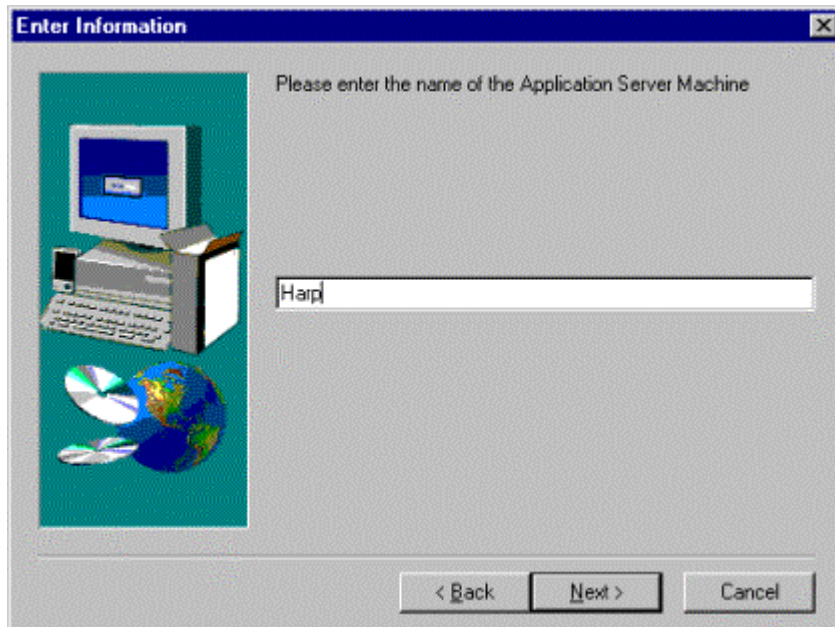 Enter Information
Please enter the name of the Application Server Machine
Harp
< Back
Next >
Cancel